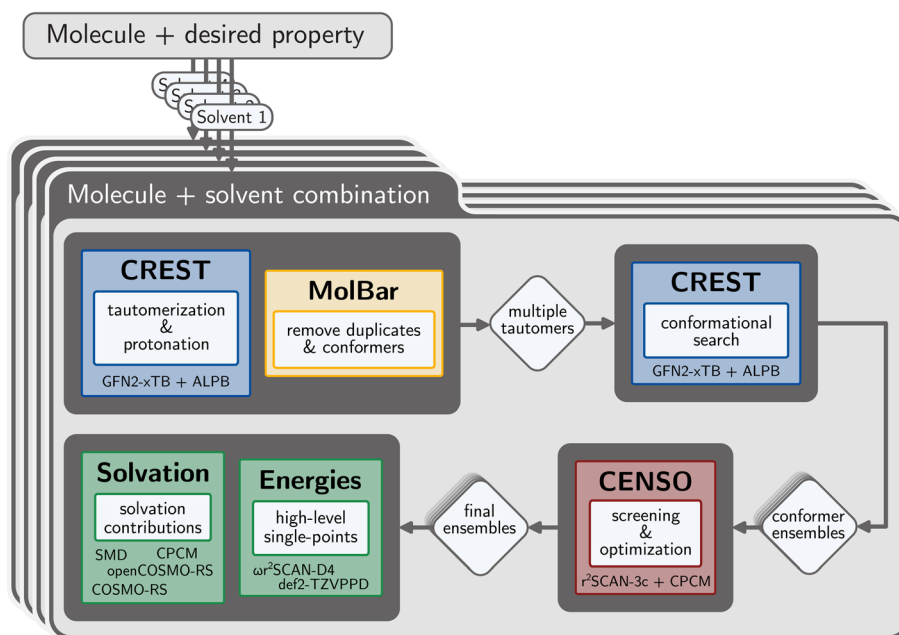 Molecule + desired property
Solvent 1
Molecule + solvent combination
CREST
tautomerization
&
protonation
GFN2-xTB + ALPB
MolBar
remove duplicates
& conformers
multiple
tautomers
CREST
conformational
search
GFN2-xTB + ALPB
Solvation
solvation
contributions
SMD CPCM
openCOSMO-RS
COSMO-RS
Energies
high-level
single-points
ωr²SCAN-D4
def2-TZVPPD
final
ensembles
CENSO
screening
&
optimization
r²SCAN-3c + CPCM
conformer
ensembles